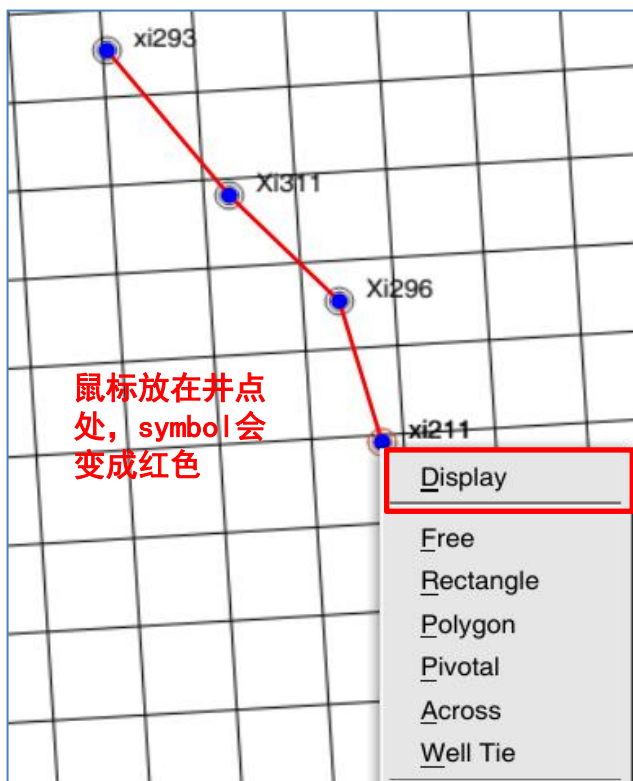 xi293
Xi311
Xi296
鼠标放在井点
处，symbol会
变成红色
xi211
Display
Free
Rectangle
Polygon
Pivotal
Across
Well Tie